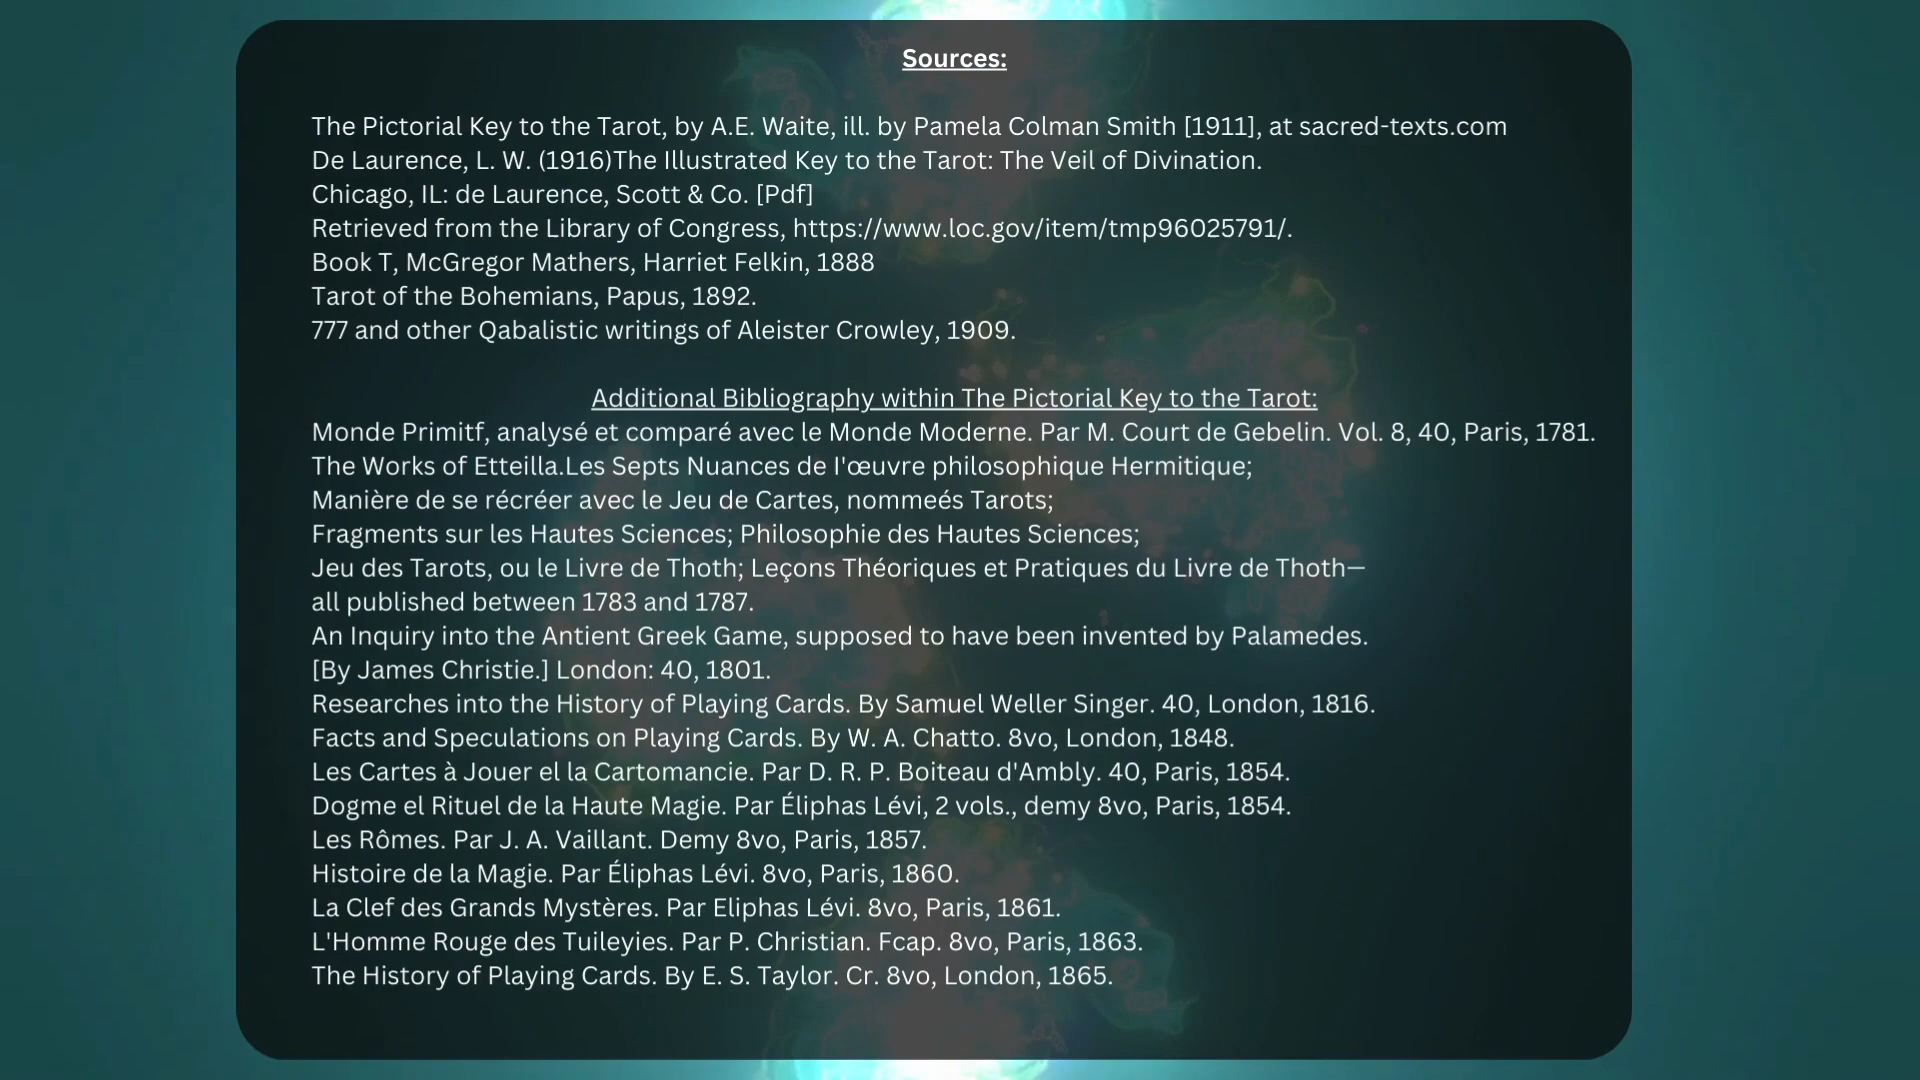 Sources:
The Pictorial Key to the Tarot, by A.E. Waite, ill. by Pamela Colman Smith [1911], at sacred-texts.com
De Laurence, L. W. (1916)The Illustrated Key to the Tarot: The Veil of Divination.
Chicago, IL: de Laurence, Scott & Co. [Pdf]
Retrieved from the Library of Congress, https://www.loc.gov/item/tmp96025791/.
Book T, McGregor Mathers, Harriet Felkin, 1888
Tarot of the Bohemians, Papus, 1892.
777 and other Qabalistic writings of Aleister Crowley, 1909.
Additional Bibliography within The Pictorial Key to the Tarot:
Monde Primitf, analysé et comparé avec le Monde Moderne. Par M. Court de Gebelin. Vol. 8, 40, Paris, 1781.
The Works of Etteilla.Les Septs Nuances de I'œuvre philosophique Hermitique;
Manière de se récréer avec le Jeu de Cartes, nommeés Tarots;
Fragments sur les Hautes Sciences; Philosophie des Hautes Sciences;
Jeu des Tarots, ou le Livre de Thoth; Leçons Théoriques et Pratiques du Livre de Thoth—
all published between 1783 and 1787.
An Inquiry into the Antient Greek Game, supposed to have been invented by Palamedes.
[By James Christie.] London: 40, 1801.
Researches into the History of Playing Cards. By Samuel Weller Singer. 40, London, 1816.
Facts and Speculations on Playing Cards. By W. A. Chatto. 8vo, London, 1848.
Les Cartes à Jouer el la Cartomancie. Par D. R. P. Boiteau d'Ambly. 40, Paris, 1854.
Dogme el Rituel de la Haute Magie. Par Éliphas Lévi, 2 vols., demy 8vo, Paris, 1854.
Les Rômes. Par J. A. Vaillant. Demy 8vo, Paris, 1857.
Histoire de la Magie. Par Éliphas Lévi. 8vo, Paris, 1860.
La Clef des Grands Mystères. Par Eliphas Lévi. 8vo, Paris, 1861.
L'Homme Rouge des Tuileyies. Par P. Christian. Fcap. 8vo, Paris, 1863.
The History of Playing Cards. By E. S. Taylor. Cr. 8vo, London, 1865.